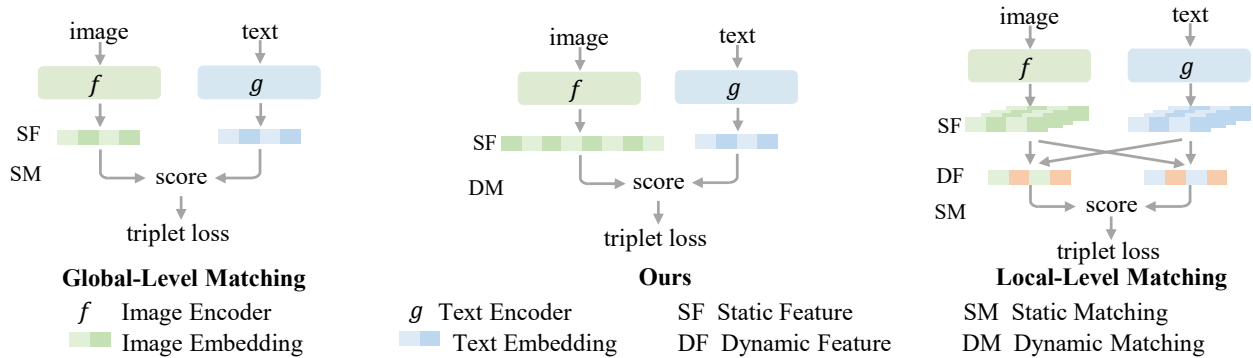 image text
f g
SF
SM score
triplet loss
Global-Level Matching
image text
f g
SF
DM score
triplet loss
Ours
image text
f g
SF
DF
SM score
triplet loss
Local-Level Matching
f Image Encoder g Text Encoder SF Static Feature SM Static Matching
Image Embedding Text Embedding DF Dynamic Feature DM Dynamic Matching